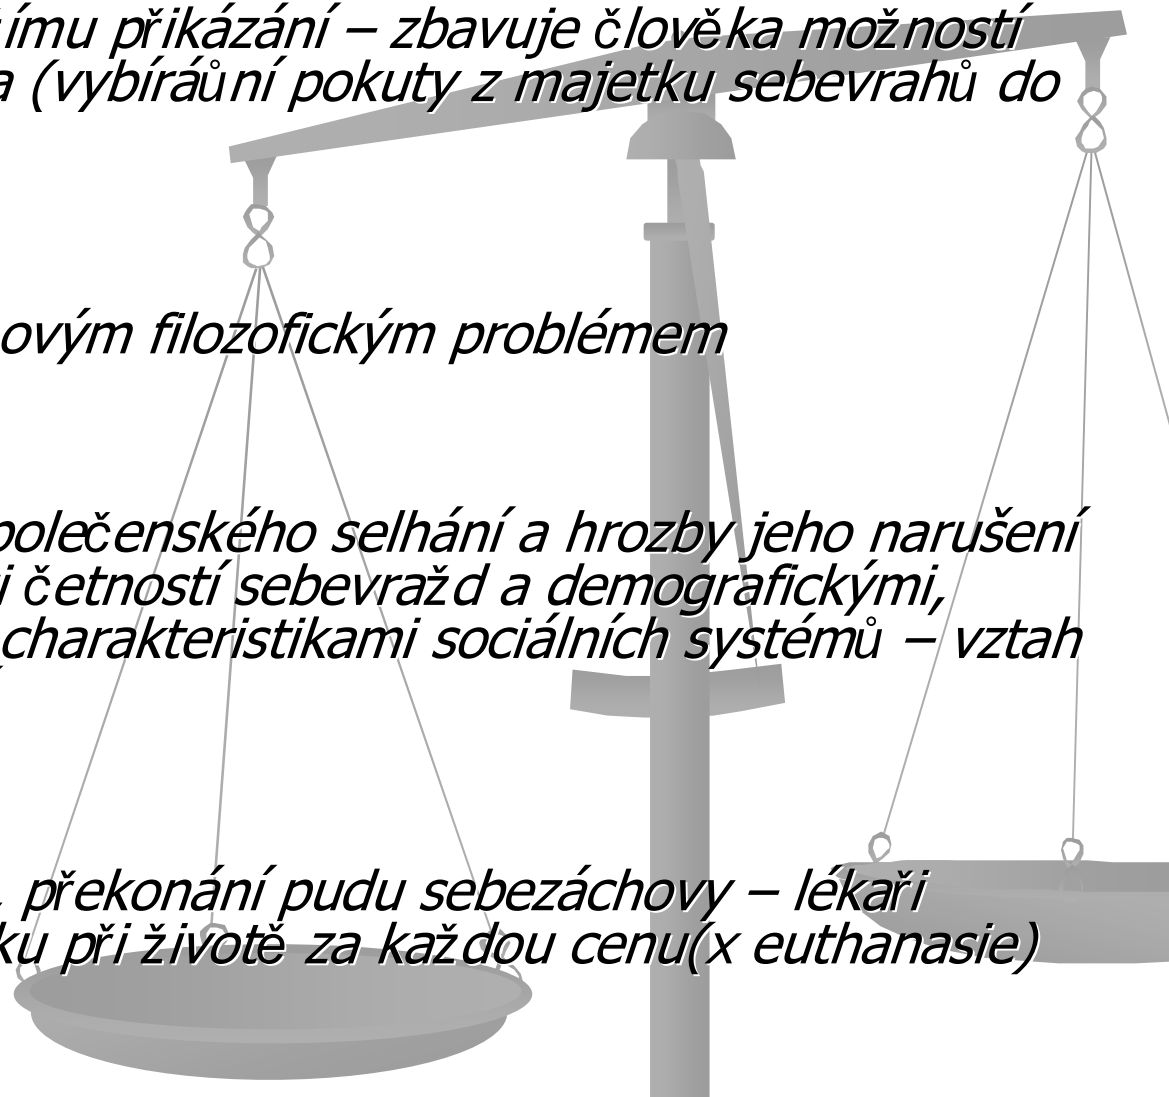 ímu přikázání – zbavuje člověka možností
a (vybíráůní pokuty z majetku sebevrahů do
ovým filozofickým problémem
polečenského selhání a hrozby jeho narušení
i četností sebevražd a demografickými,
charakteristikami sociálních systémů – vztah
, překonání pudu sebezáchovy – lékaři
ku při životě za každou cenu(x euthanasie)